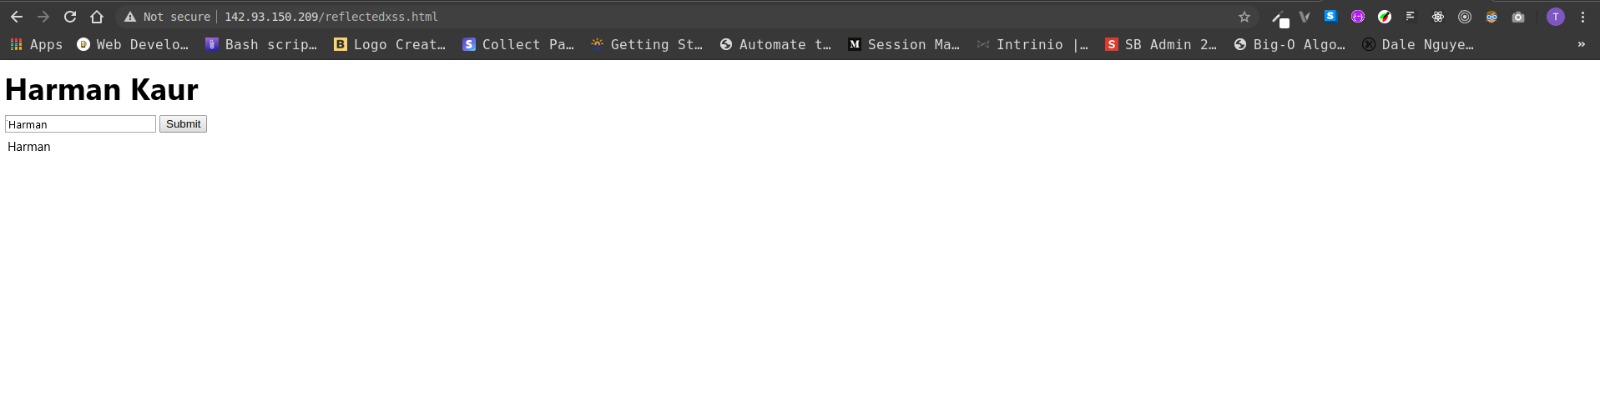 Not secure 142.93.150.209/reflectedxss.html T
Apps Web Develo… Bash scrip… B Logo Creat… S Collect Pa… Getting St… Automate t… M Session Ma… Intrinio |… S SB Admin 2… Big-O Algo… Dale Nguye… »
Harman Kaur
Harman Submit
Harman